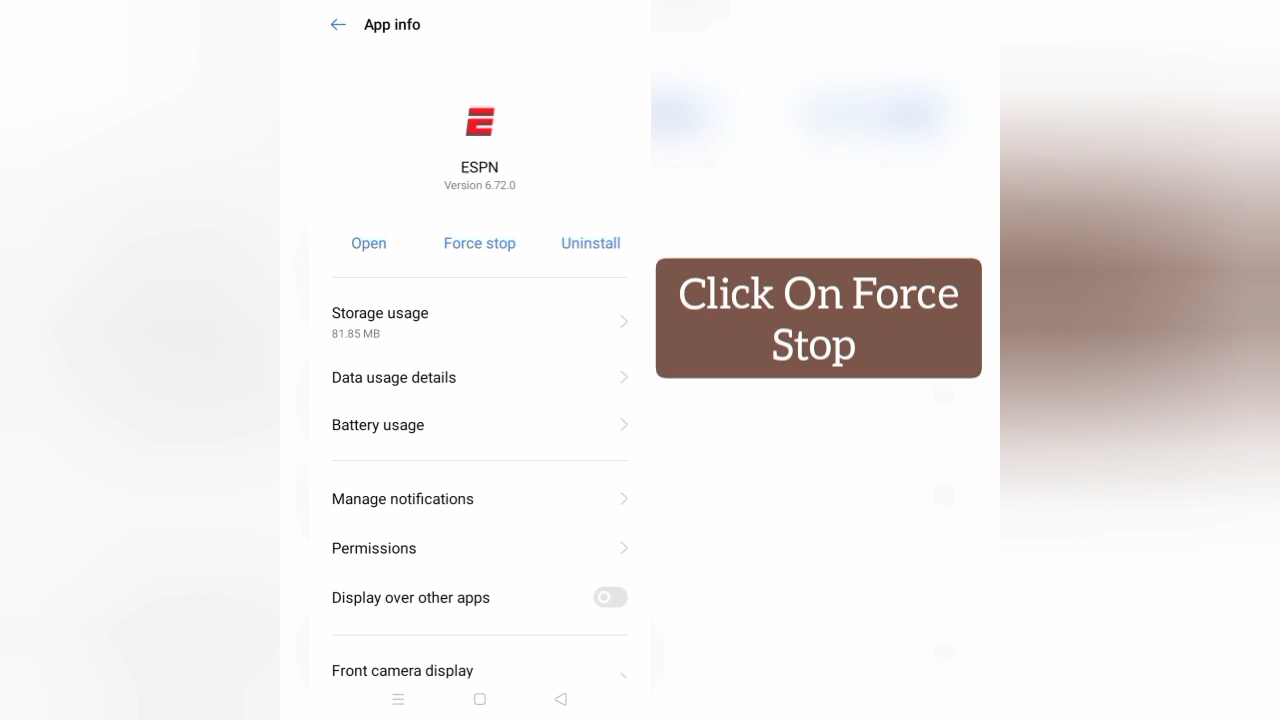 App info
ESPN
Version 6.72.0
Open Force stop Uninstall
Storage usage
81.85 MB
Data usage details
Battery usage
Manage notifications
Permissions
Display over other apps
Front camera display
Click On Force
Stop